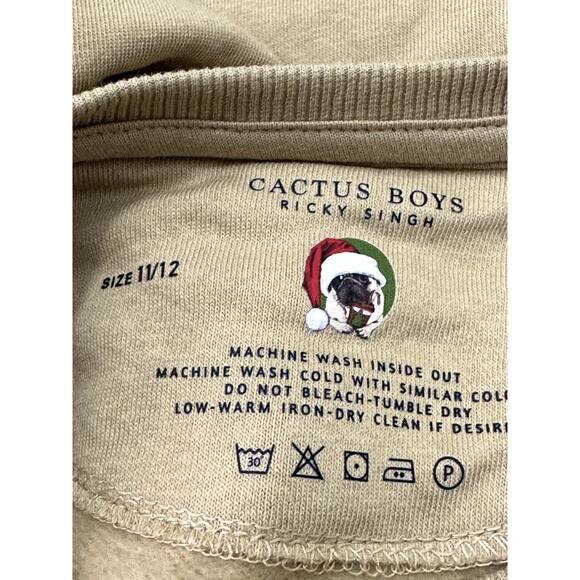 CACTUS BOYS
RICKY SINGH
SIZE 11/12
MACHINE WASH INSIDE OUT
MACHINE WASH COLD WITH SIMILAR
DO NOT BLEACH-TUMBLE DRY
LOW-WARM IRON-DRY CLEAN IF
30
P